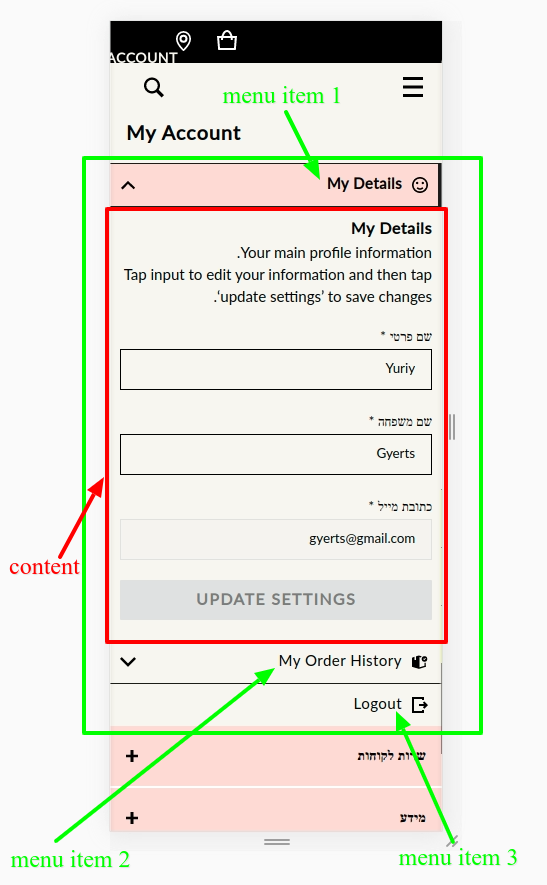 ACCOUNT
menu item 1
My Account
My Details
My Details
.Your main profile information
Tap input to edit your information and then tap
.'update settings' to save changes
שם פרטי *
Yuriy
שם משפחה *
Gyerts
כתובת מייל *
gyerts@gmail.com
content
UPDATE SETTINGS
My Order History
Logout
שרות לקוחות
מידע
menu item 2
menu item 3